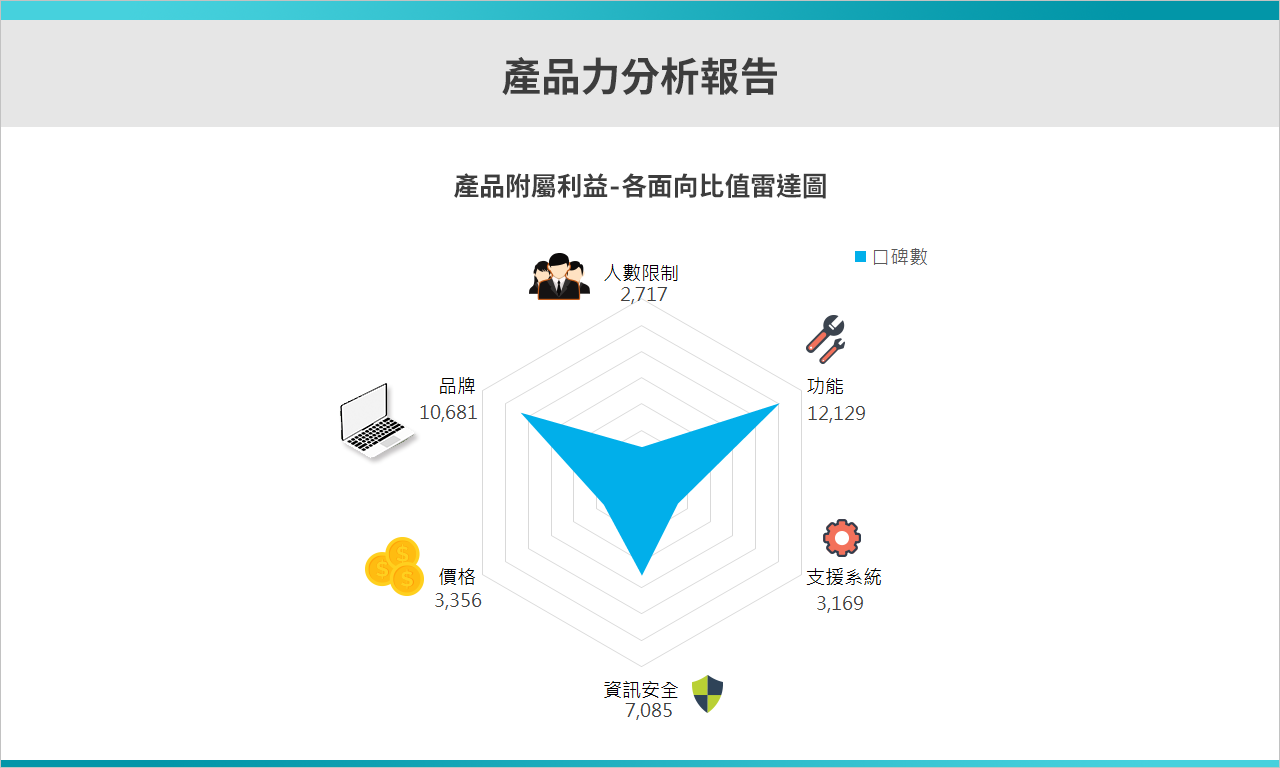 產品力分析報告
產品附屬利益-各面向比值雷達圖
口碑數
人數限制
2,717
功能
12,129
支援系統
3,169
資訊安全
7,085
價格
3,356
品牌
10,681